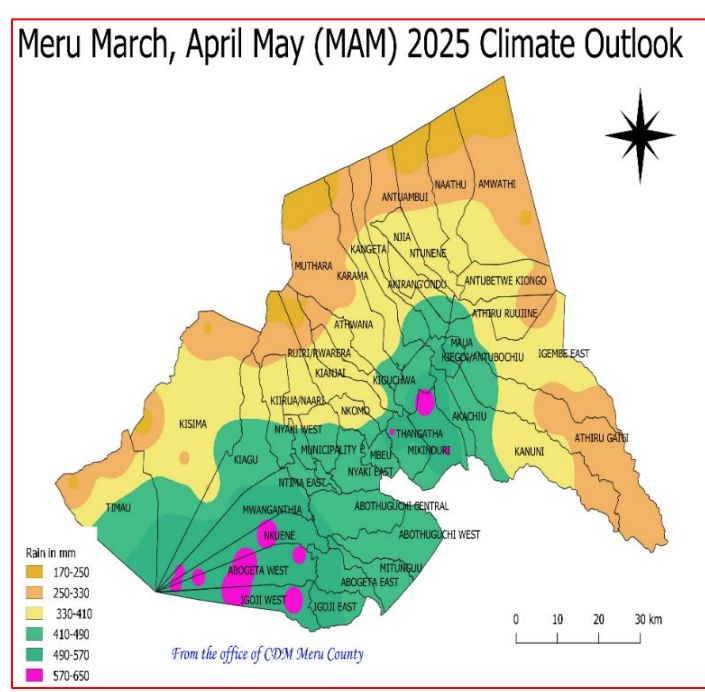 Meru March, April May (MAM) 2025 Climate Outlook
NAATHU
AMWATHI
ANTUAMBUI
NJIA
KANGETA
NTUNENE
MUTHARA
KARAMA
ANTUBETWE KIONGO
AKIRANG'ONDU
ATHIRU RUUJINE
ATHWANA
MAUA
RUIRI/RWARERA
KIEGOI/ANTUBOCHIU
IGEMBE EAST
KIANJAI
KIGUCHWA
KIIRUA/NAARI
NKOMO
AKACHIU
KISIMA
NYAKI WEST
THANGATHA
ATHIRU GAITI
MUNICIPALITY
MIKINDURI
KANUNI
KIAGU
MBEU
NYAKI EAST
NTIMA EAST
TIMAU
MWANGANTHIA
ABOTHUGUCHI CENTRAL
NKUENE
ABOTHUGUCHI WEST
ABOGETA WEST
MITUNGUU
ABOGETA EAST
IGOJI WEST
IGOJI EAST
Rain in mm
170-250
250-330
330-410
410-490
490-570
570-650
0 10 20 30 km
From the office of CDM Meru County